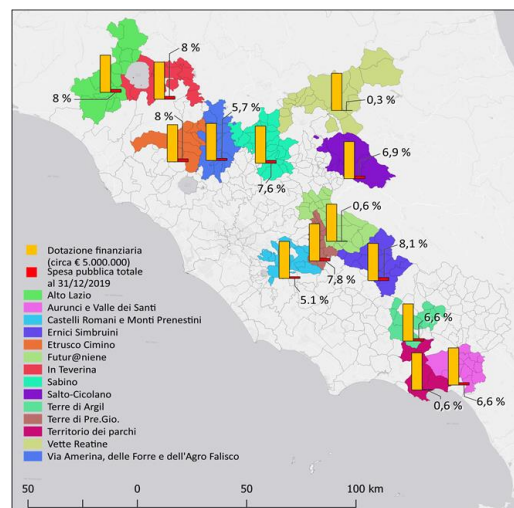 8 %
8 %
8 %
5,7 %
0,3 %
7,6 %
6,9 %
0,6 %
8,1 %
7,8 %
5.1 %
6,6 %
0,6 %
6,6 %
Dotazione finanziaria
(circa € 5.000.000)
Spesa pubblica totale
al 31/12/2019
Alto Lazio
Aurunci e Valle dei Santi
Castelli Romani e Monti Prenestini
Ernici Simbruini
Etrusco Cimino
Futur@niene
In Teverina
Sabino
Salto-Cicolano
Terre di Argil
Terre di Pre.Gio.
Territorio dei parchi
Vette Reatine
Via Amerina, delle Forre e dell'Agro Falisco
50 0 50 100 km